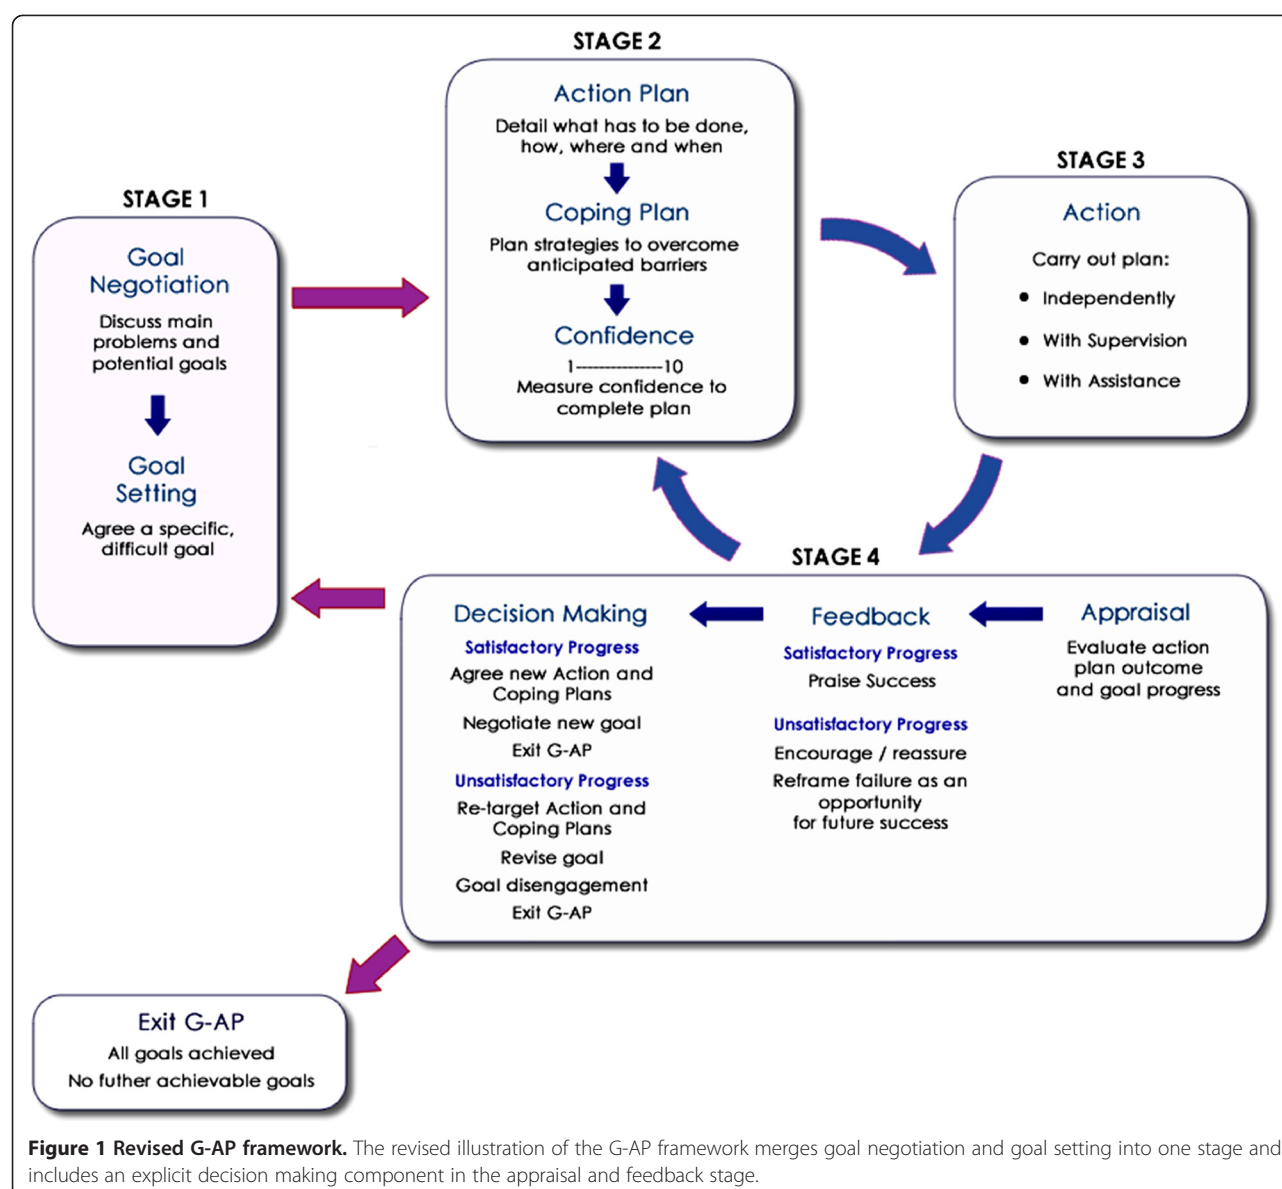 STAGE 1
Goal
Negotiation
Discuss main
problems and
potential goals
Goal
Setting
Agree a specific,
difficult goal
STAGE 2
Action Plan
Detail what has to be done,
how, where and when
Coping Plan
Plan strategies to overcome
anticipated barriers
Confidence
1---------------10
Measure confidence to
complete plan
STAGE 3
Action
Carry out plan:
• Independently
• With Supervision
• With Assistance
STAGE 4
Appraisal
Evaluate action
plan outcome
and goal progress
Feedback
Satisfactory Progress
Praise Success
Unsatisfactory Progress
Encourage / reassure
Reframe failure as an
opportunity
for future success
Decision Making
Satisfactory Progress
Agree new Action and
Coping Plans
Negotiate new goal
Exit G-AP
Unsatisfactory Progress
Re-target Action and
Coping Plans
Revise goal
Goal disengagement
Exit G-AP
Exit G-AP
All goals achieved
No futher achievable goals
Figure 1 Revised G-AP framework. The revised illustration of the G-AP framework merges goal negotiation and goal setting into one stage and
includes an explicit decision making component in the appraisal and feedback stage.